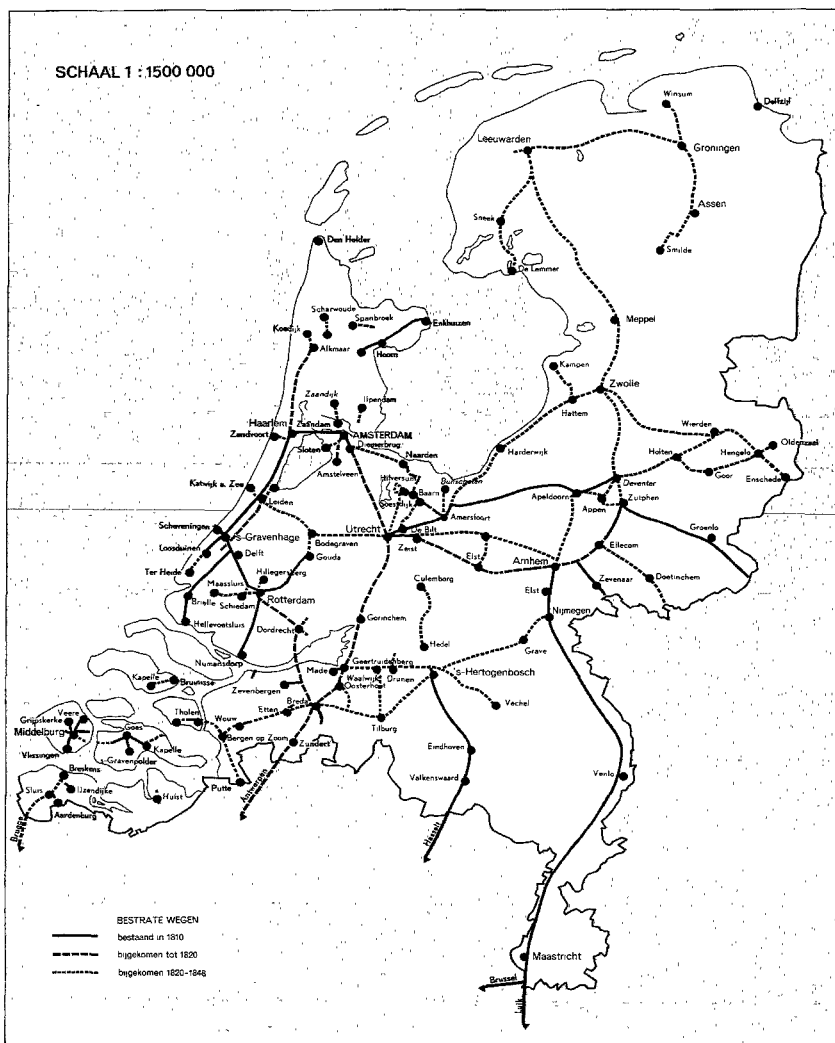 SCHAAL 1 : 1500 000
Winsum
Delfzijl
Leeuwarden
Groningen
Assen
Sneek
Smilde
De Lemmer
Den Helder
Scharwoude
Spanbroek
Enkhuizen
Koedijk
Alkmaar
Hoorn
Meppel
Kampen
Zwolle
Hattem
Zaandijk
Ilpendam
Haarlem
Zaandam
Zandvoort
AMSTERDAM
Diemerbrug
Sloten
Amstelveen
Naarden
Harderwijk
Wierden
Oldenzaal
Holten
Hengelo
Goor
Enschede
Katwijk a. Zee
Leiden
Hilversum
Baarn
Bunschoten
Soestdijk
Apeldoorn
Deventer
Appen
Zutphen
Amersfoort
Scheveningen
's-Gravenhage
Utrecht
De Bilt
Zeist
Bodegraven
Groenlo
Loosduinen
Delft
Gouda
Elst
Arnhem
Ellecom
Ter Heide
Hillegersberg
Maassluis
Culemborg
Zevenaar
Doetinchem
Elst
Brielle
Schiedam
Rotterdam
Nijmegen
Hellevoetsluis
Dordrecht
Gorinchem
Numansdorp
Hedel
Grave
Geertruidenberg
Made
Waalwijk
Drunen
's-Hertogenbosch
Kapelle
Bruinisse
Zevenbergen
Oosterhout
Breda
Vechel
Tholen
Etten
Wouw
Tilburg
Veere
Grijpskerke
Middelburg
Goes
Kapelle
Bergen op Zoom
Zundert
Eindhoven
Vlissingen
's-Gravenpolder
Breskens
Putte
Antwerpen
Valkenswaard
Venlo
Sluis
IJzendijke
Hulst
Aardenburg
Brugge
Hasselt
BESTRATE WEGEN
bestaand in 1810
bijgekomen tot 1820
bijgekomen 1820-1848
Maastricht
Brussel
Luik